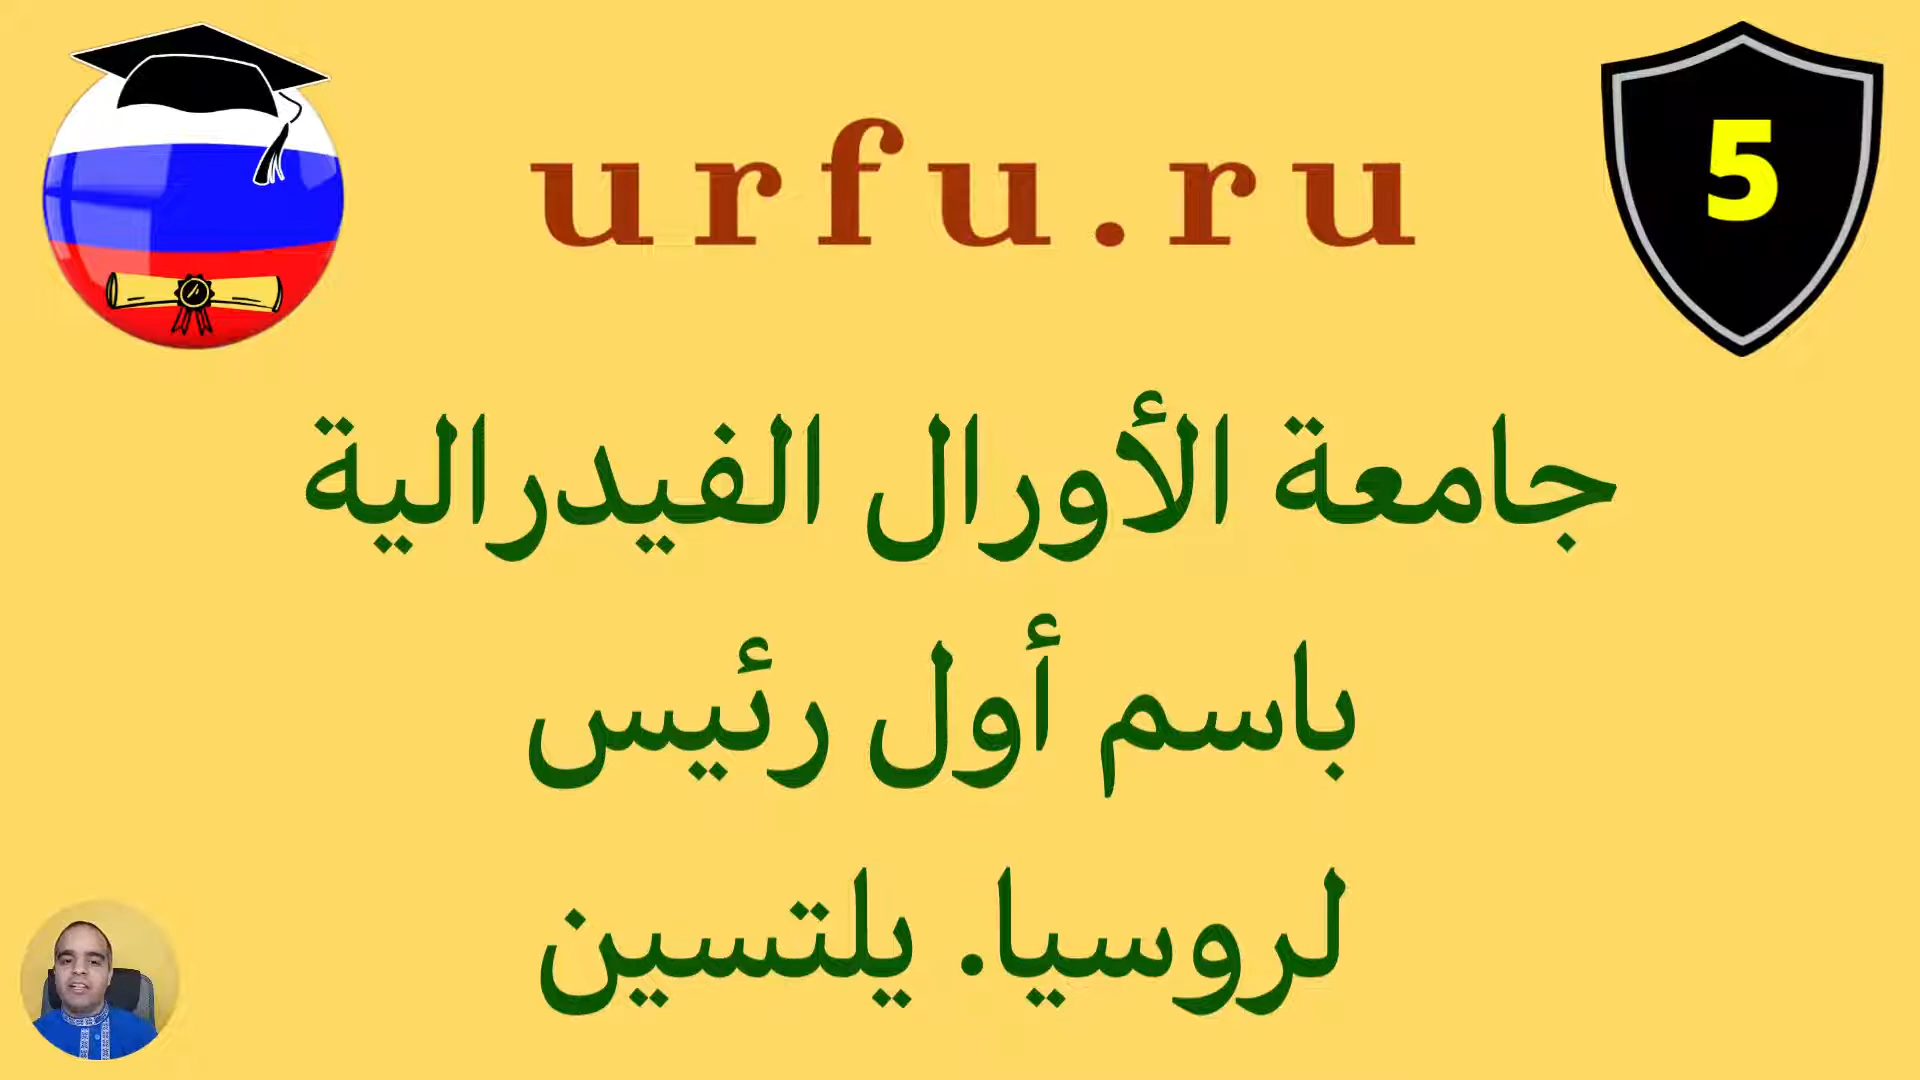 urfu.ru
5
جامعة الأورال الفيدرالية
باسم أول رئيس
لروسيا. يلتسين